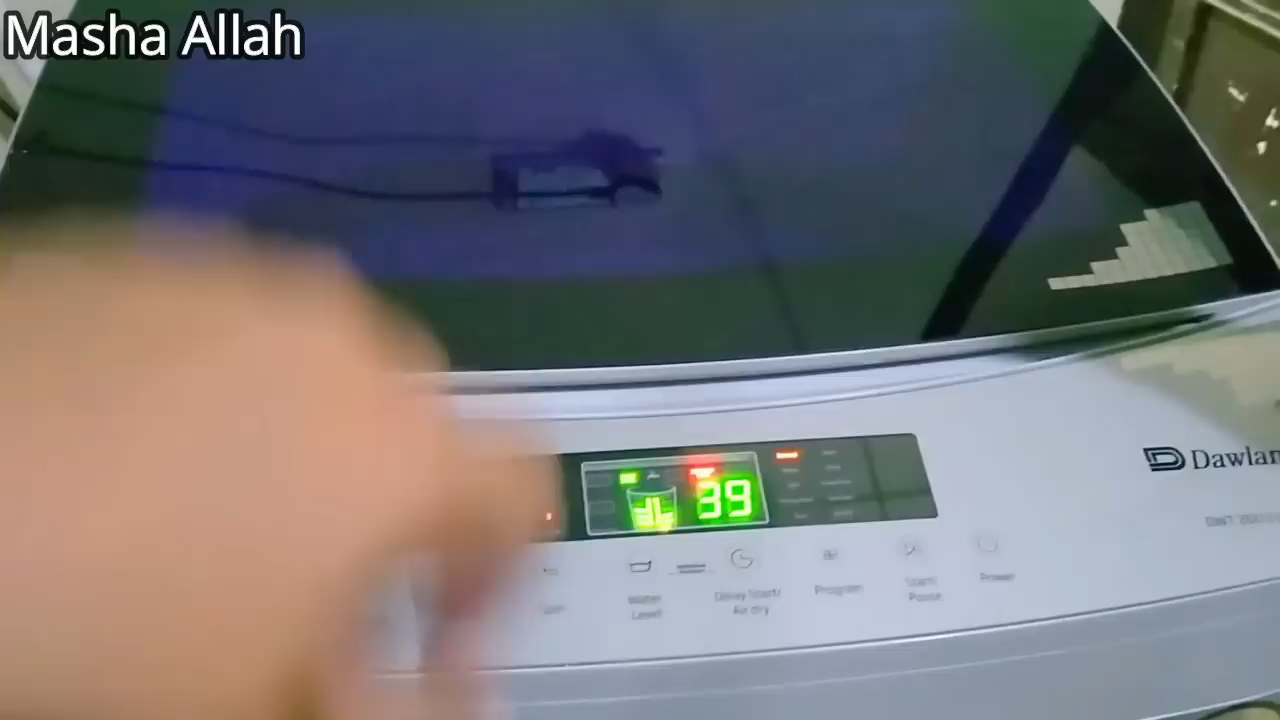 Masha Allah
39
Dawlan
Water
Level
Delay Start/
Air dry
Program
Start/
Pause
Power